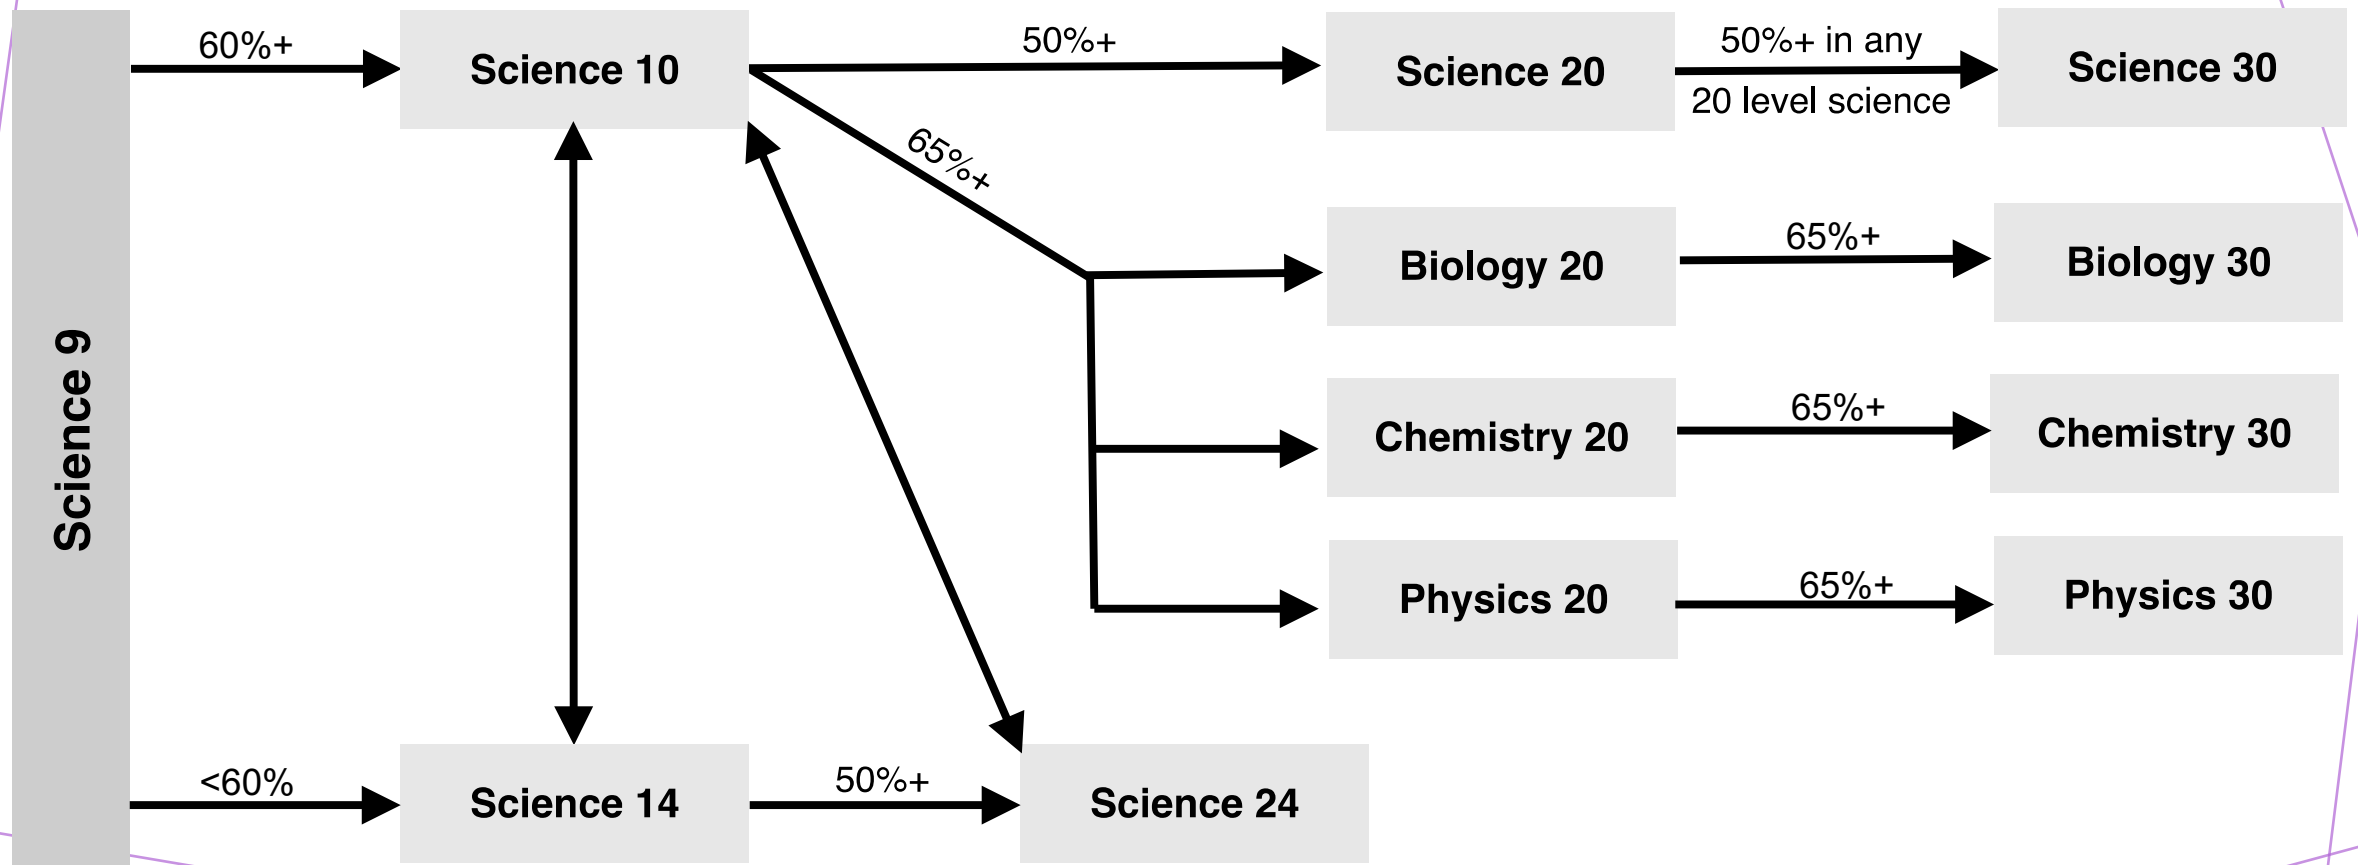 Science 9
60%+
Science 10
50%+
Science 20
50%+ in any
20 level science
Science 30
65%+
Biology 20
65%+
Biology 30
Chemistry 20
65%+
Chemistry 30
Physics 20
65%+
Physics 30
<60%
Science 14
50%+
Science 24